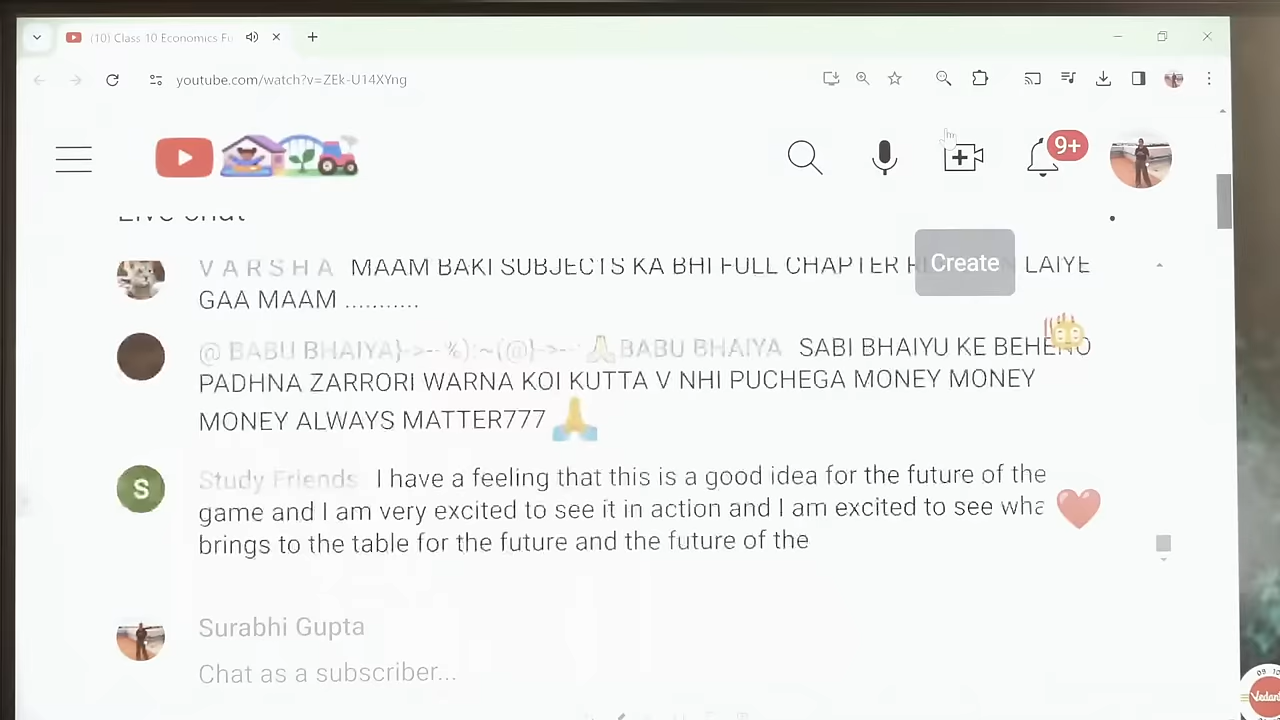 (10) Class 10 Economics Fu
youtube.com/watch?v=ZEk-U14XYng
9+
Live chat
Create
V A R S H A MAAM BAKI SUBJECTS KA BHI FULL CHAPTER LAIYE
GAA MAAM ...........
@ BABU BHAIYA}->--%):~(@}->--: 🙏BABU BHAIYA SABI BHAIYU KE BEHENO
PADHNA ZARRORI WARNA KOI KUTTA V NHI PUCHEGA MONEY MONEY
MONEY ALWAYS MATTER777 🙏
S
Study Friends I have a feeling that this is a good idea for the future of the
game and I am very excited to see it in action and I am excited to see wha
brings to the table for the future and the future of the
Surabhi Gupta
Chat as a subscriber...
09 10
Vedan